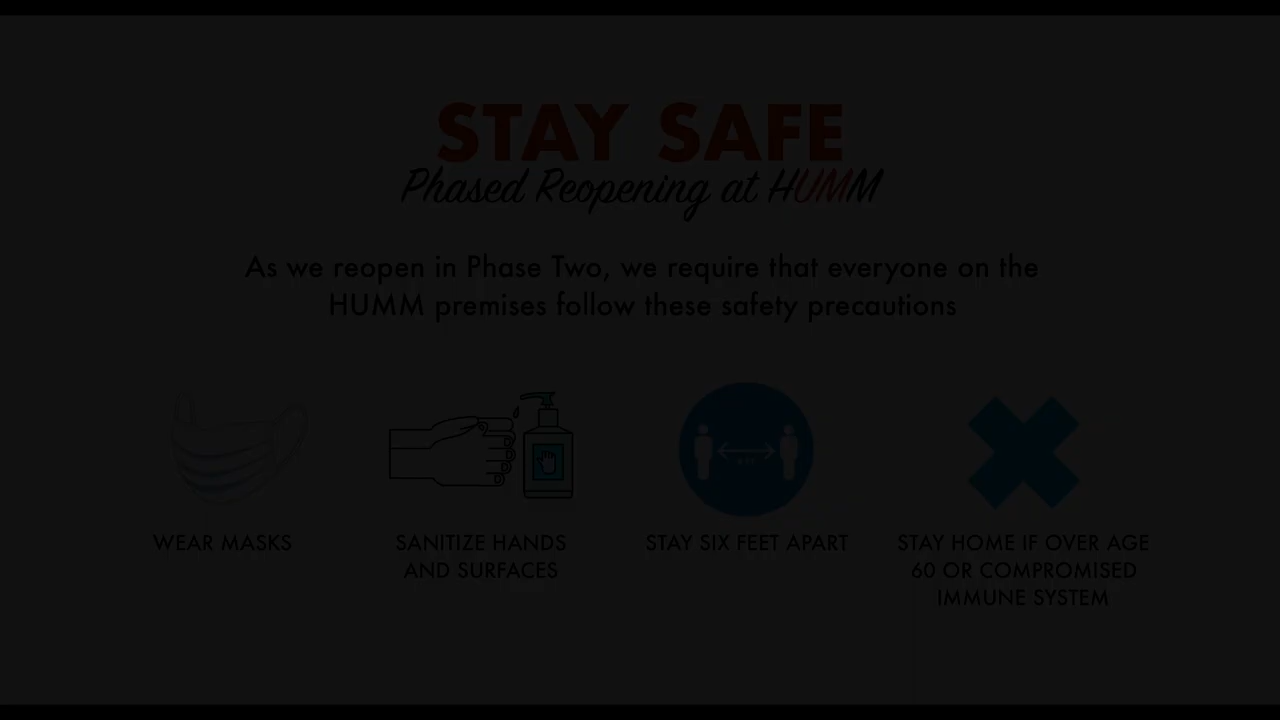 STAY SAFE
Phased Reopening at HUMM
As we reopen in Phase Two, we require that everyone on the
HUMM premises follow these safety precautions
WEAR MASKS
SANITIZE HANDS
AND SURFACES
STAY SIX FEET APART
STAY HOME IF OVER AGE
60 OR COMPROMISED
IMMUNE SYSTEM